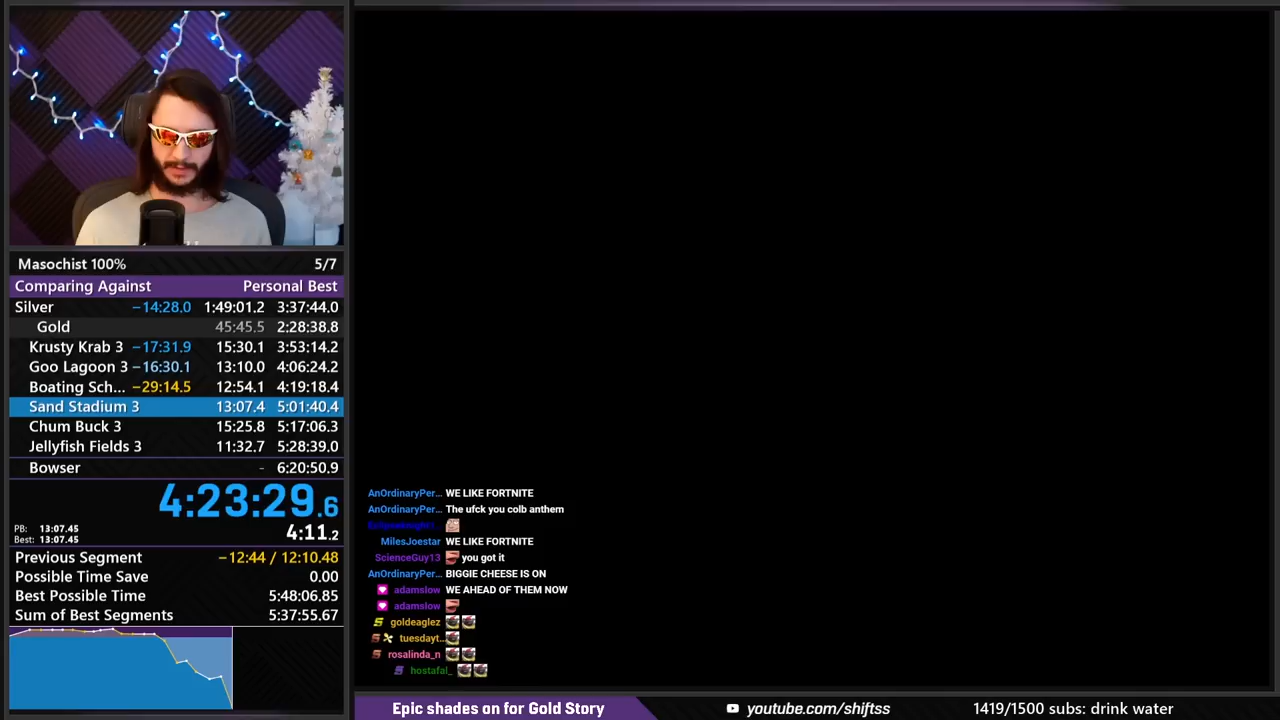 Masochist 100% 5/7
Comparing Against Personal Best
Silver −14:28.0 1:49:01.2 3:37:44.0
Gold 45:45.5 2:28:38.8
Krusty Krab 3 −17:31.9 15:30.1 3:53:14.2
Goo Lagoon 3 −16:30.1 13:10.0 4:06:24.2
Boating Sch... −29:14.5 12:54.1 4:19:18.4
Sand Stadium 3 13:07.4 5:01:40.4
Chum Buck 3 15:25.8 5:17:06.3
Jellyfish Fields 3 11:32.7 5:28:39.0
Bowser - 6:20:50.9
4:23:29.6
PB: 13:07.45
Best: 13:07.45
4:11.2
Previous Segment −12:44 / 12:10.48
Possible Time Save 0.00
Best Possible Time 5:48:06.85
Sum of Best Segments 5:37:55.67
AnOrdinaryPer... WE LIKE FORTNITE
AnOrdinaryPer... The ufck you colb anthem
MilesJoestar WE LIKE FORTNITE
ScienceGuy13 you got it
AnOrdinaryPer... BIGGIE CHEESE IS ON
adamslow WE AHEAD OF THEM NOW
adamslow
goldeaglez
tuesdayt...
rosalinda_n
hostafal_
Epic shades on for Gold Story
youtube.com/shiftss
1419/1500 subs: drink water